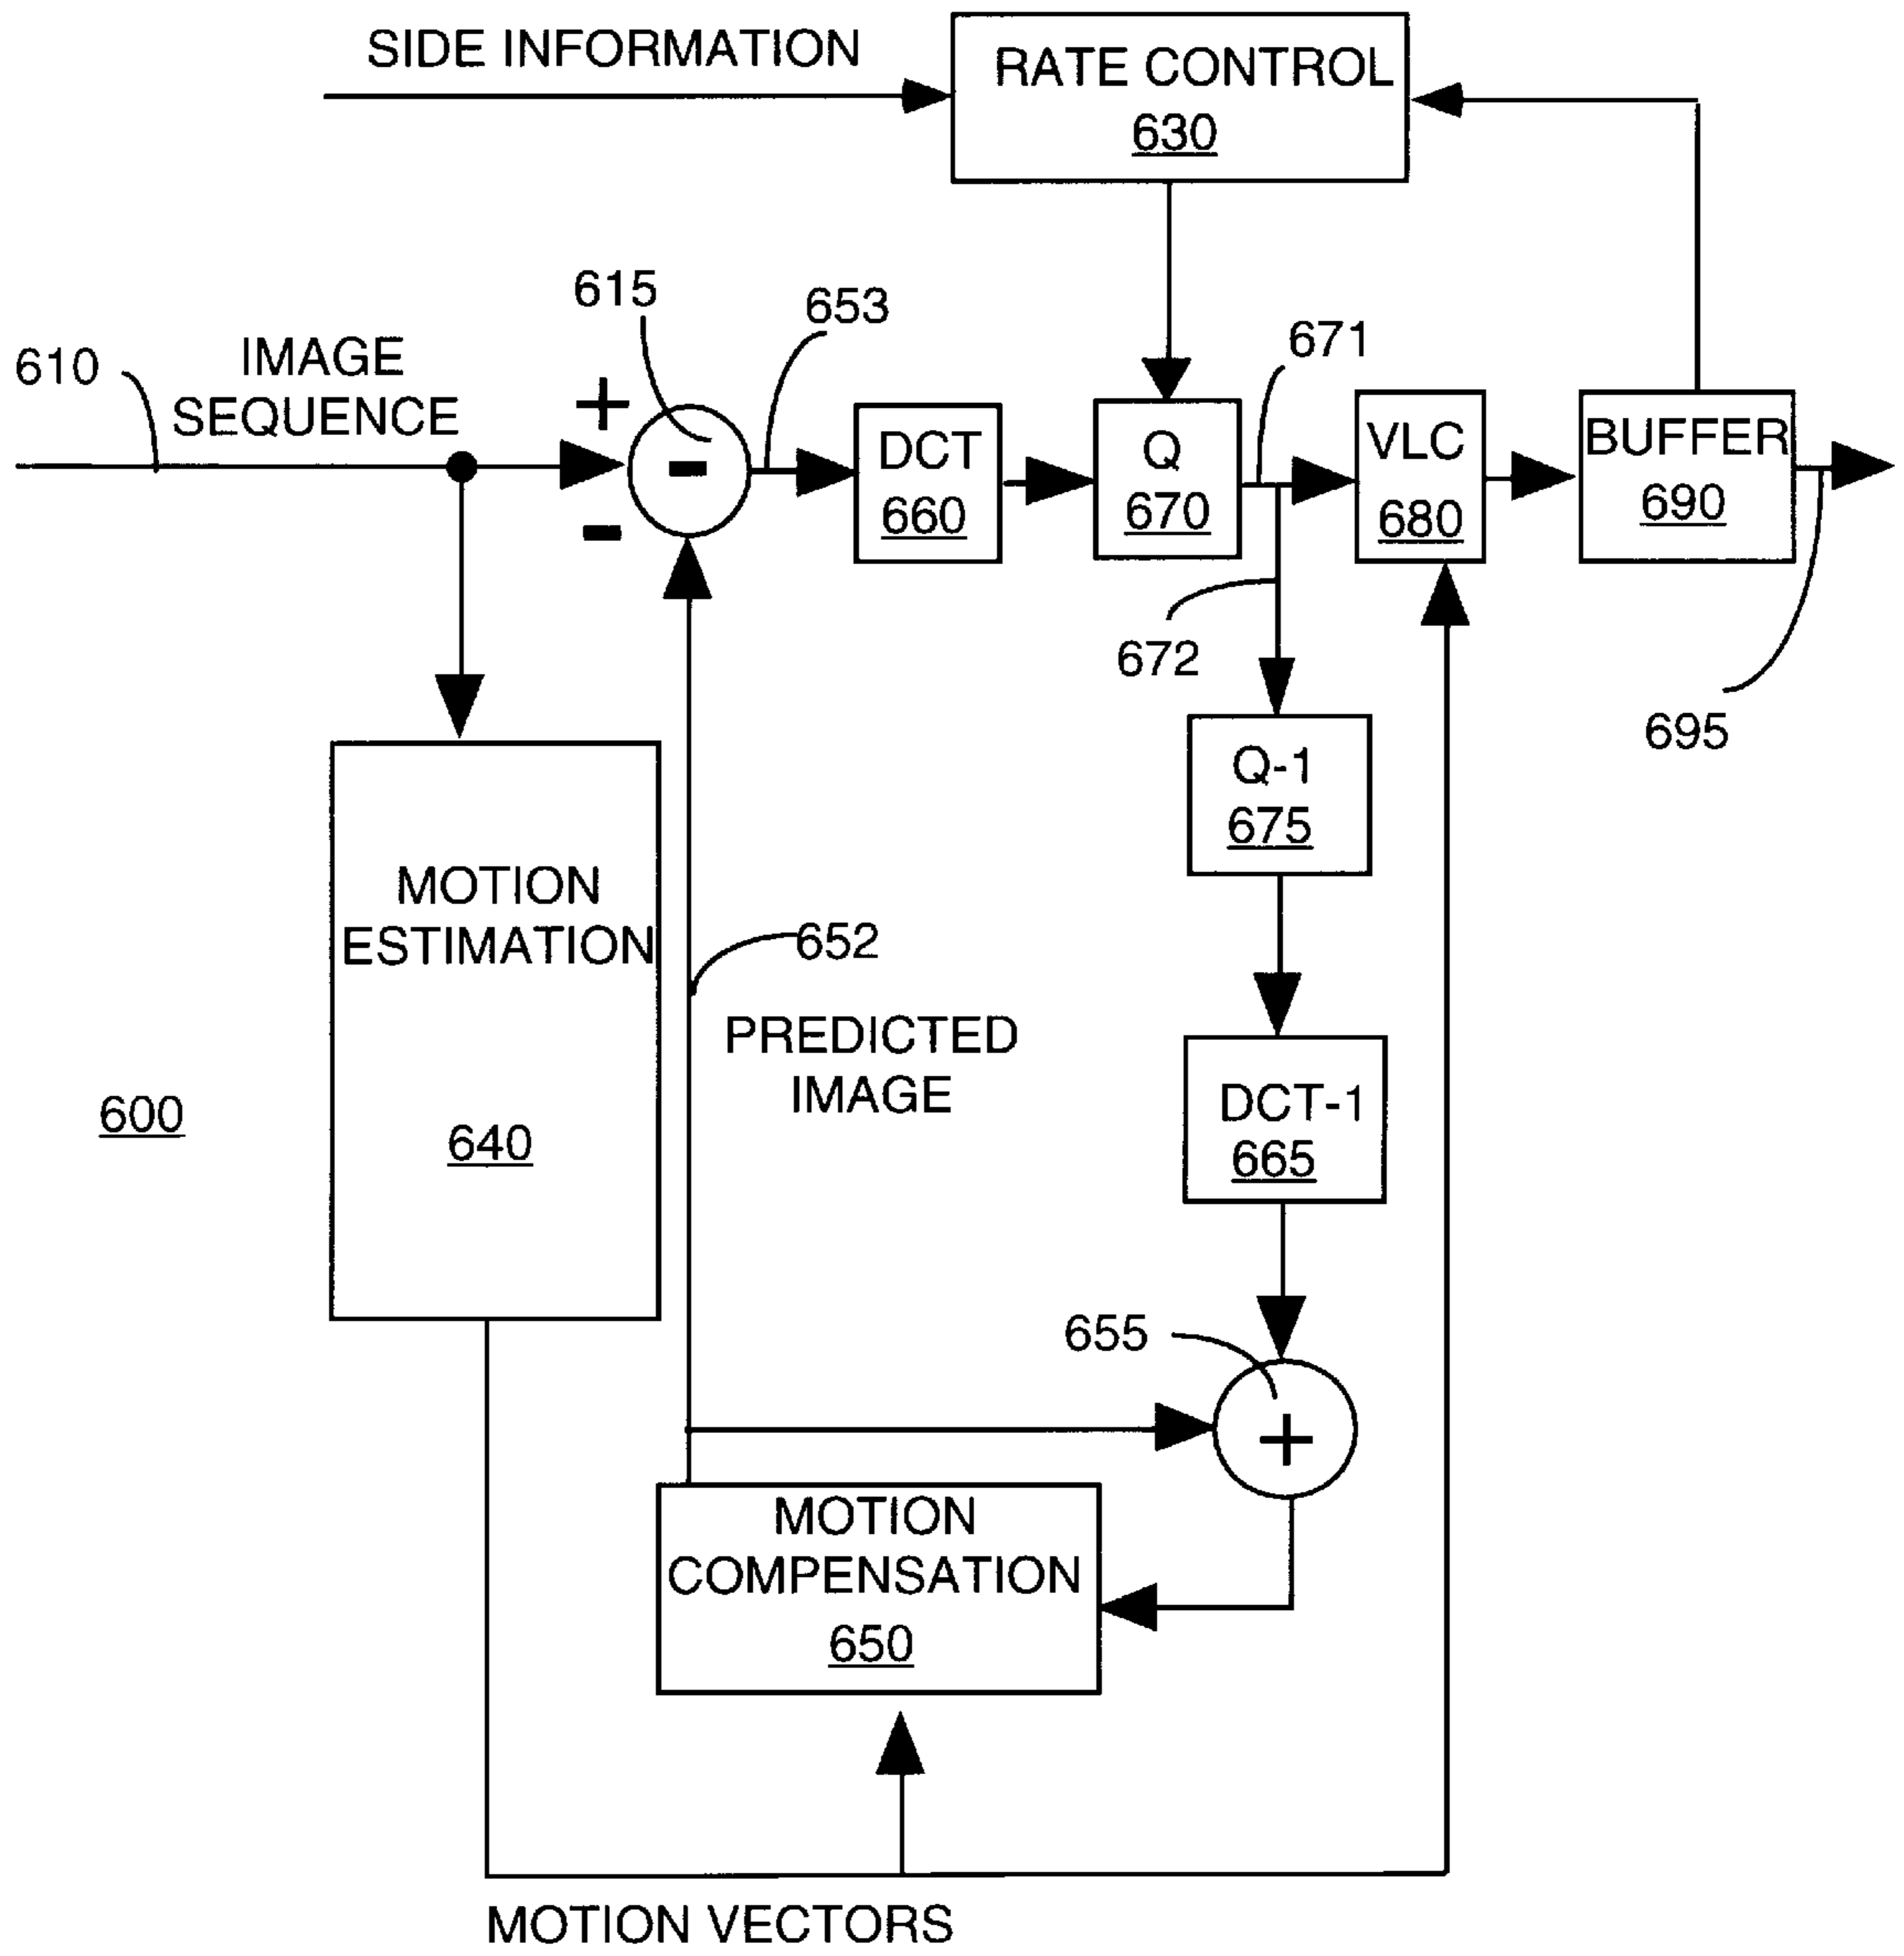 SIDE INFORMATION
RATE CONTROL
630
615
653
671
610
IMAGE
SEQUENCE
+
-
-
DCT
660
Q
670
VLC
680
BUFFER
690
672
695
Q-1
675
MOTION
ESTIMATION
640
652
PREDICTED
IMAGE
600
DCT-1
665
655
+
MOTION
COMPENSATION
650
MOTION VECTORS